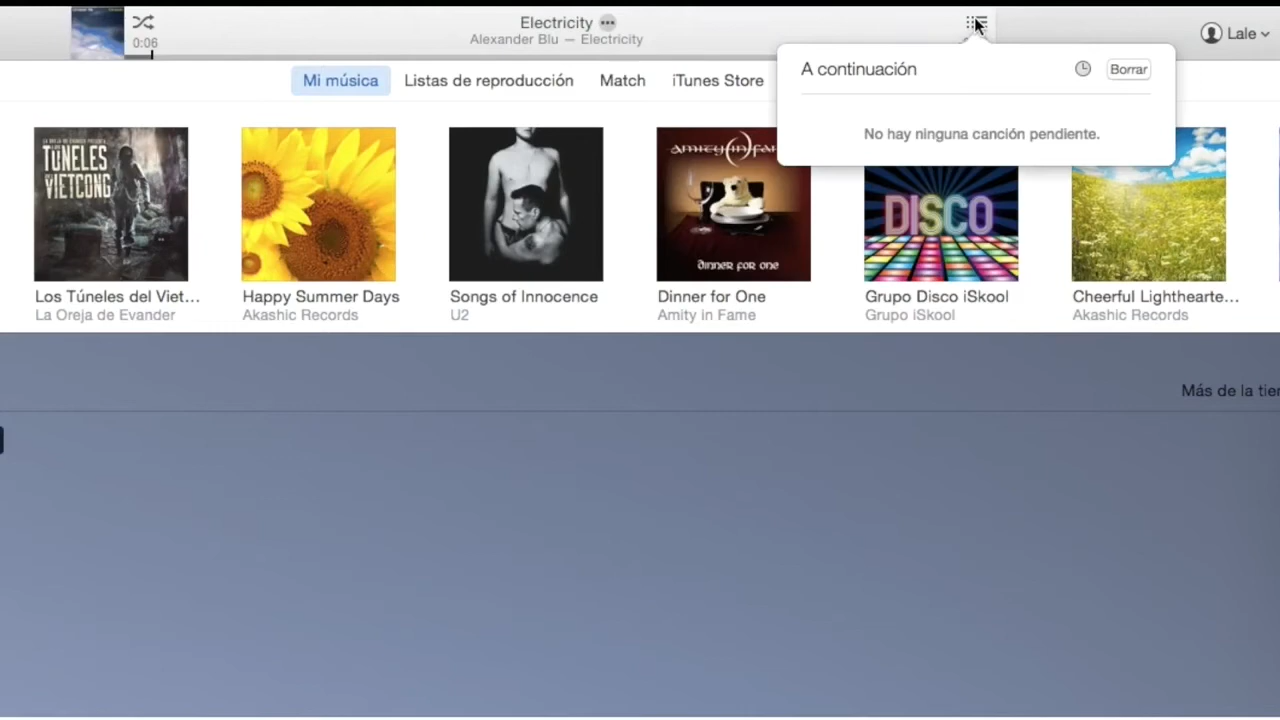 Electricity
0:06
Alexander Blu — Electricity
Lale
A continuación
Borrar
No hay ninguna canción pendiente.
Mi música
Listas de reproducción
Match
iTunes Store
TÚNELES
VIETCONG
amity in fa
DINNER FOR ONE
DISCO
Los Túneles del Viet...
La Oreja de Evander
Happy Summer Days
Akashic Records
Songs of Innocence
U2
Dinner for One
Amity in Fame
Grupo Disco iSkool
Grupo iSkool
Cheerful Lighthearte...
Akashic Records
Más de la tie